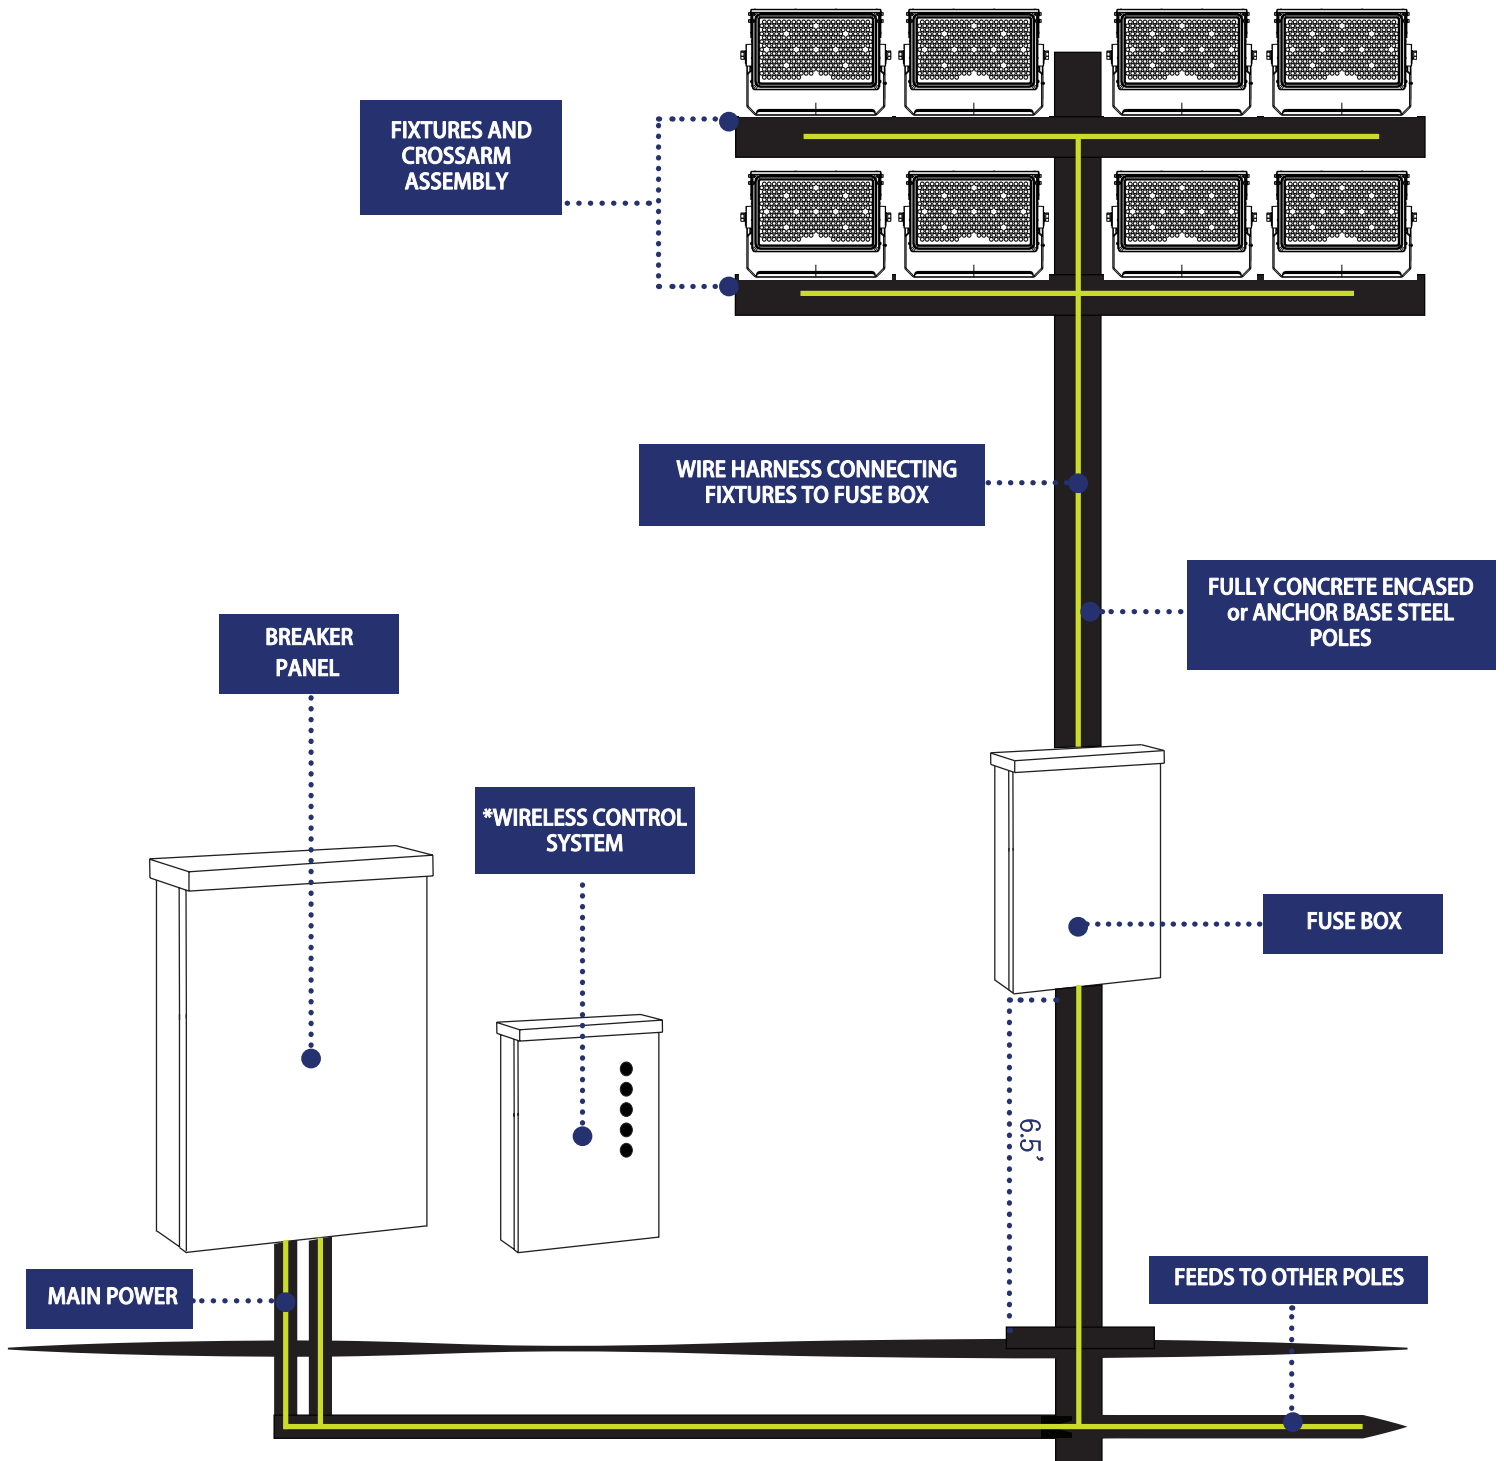 FIXTURES AND
CROSSARM
ASSEMBLY
WIRE HARNESS CONNECTING
FIXTURES TO FUSE BOX
FULLY CONCRETE ENCASED
or ANCHOR BASE STEEL
POLES
BREAKER
PANEL
*WIRELESS CONTROL
SYSTEM
FUSE BOX
6.5’
MAIN POWER
FEEDS TO OTHER POLES